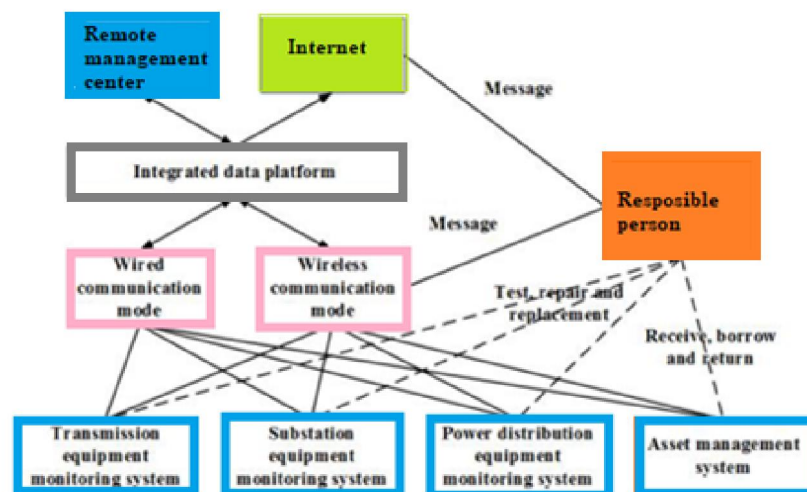 Remote
management
center
Internet
Message
Integrated data platform
Resposible
person
Message
Wired
communication
mode
Wireless
communication
mode
Test, repair and
replacement
Receive, borrow
and return
Transmission
equipment
monitoring system
Substation
equipment
monitoring system
Power distribution
equipment
monitoring system
Asset management
system